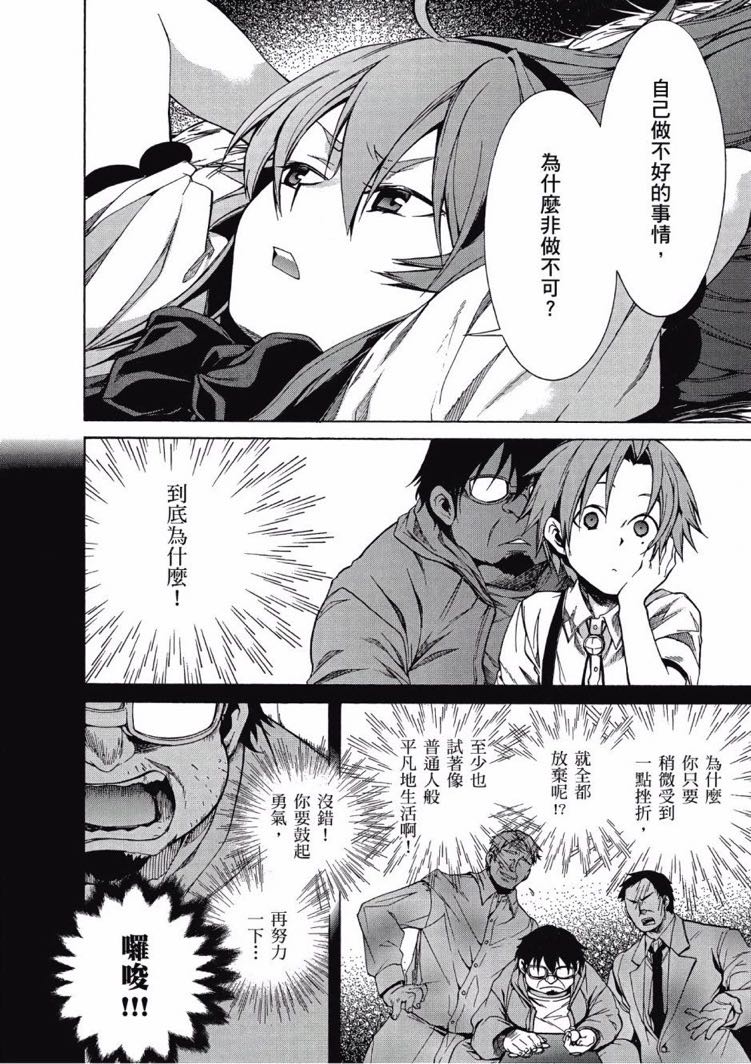 自己做不好的事情，
為什麼非做不可？
到底為什麼！
為什麼
你只要
稍微受到
一點挫折，
就全都
放棄呢!?
至少也
試著像
普通人般
平凡地生活啊！
沒錯！
你要鼓起
勇氣，
再努力
一下…
囉唆!!!